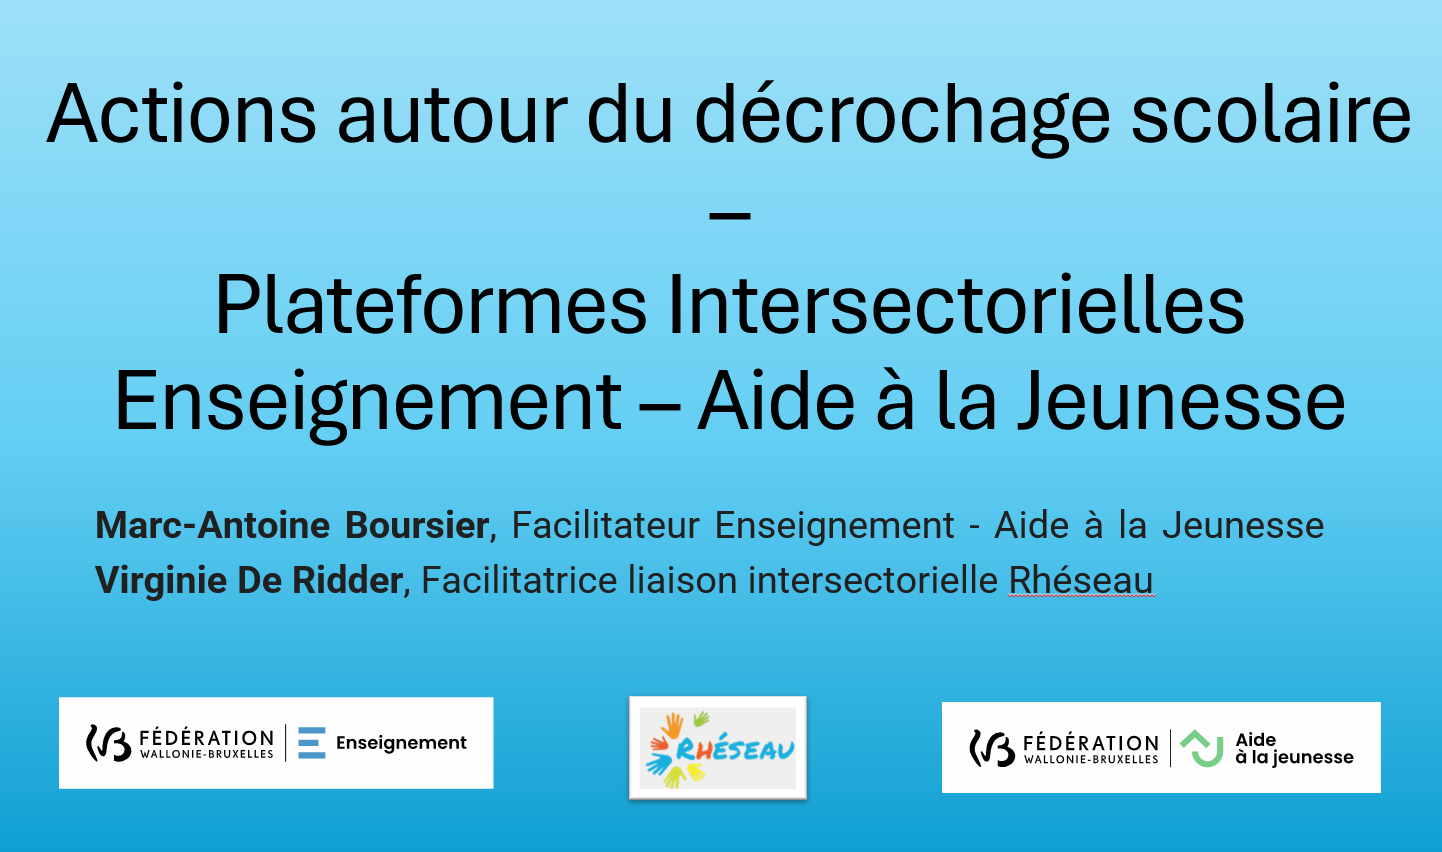 Actions autour du décrochage scolaire
–
Plateformes Intersectorielles
Enseignement – Aide à la Jeunesse
Marc-Antoine Boursier, Facilitateur Enseignement - Aide à la Jeunesse
Virginie De Ridder, Facilitatrice liaison intersectorielle Rhéseau
FÉDÉRATION
WALLONIE-BRUXELLES
Enseignement
RHÉSEAU
FÉDÉRATION
WALLONIE-BRUXELLES
Aide
à la jeunesse